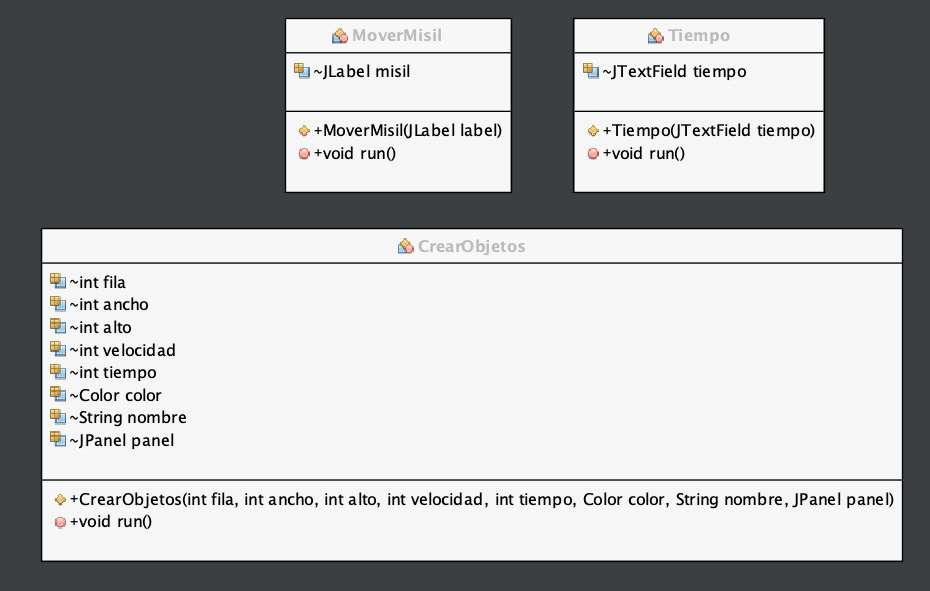 MoverMisil
~JLabel misil
+MoverMisil(JLabel label)
+void run()
Tiempo
~JTextField tiempo
+Tiempo(JTextField tiempo)
+void run()
CrearObjetos
~int fila
~int ancho
~int alto
~int velocidad
~int tiempo
~Color color
~String nombre
~JPanel panel
+CrearObjetos(int fila, int ancho, int alto, int velocidad, int tiempo, Color color, String nombre, JPanel panel)
+void run()